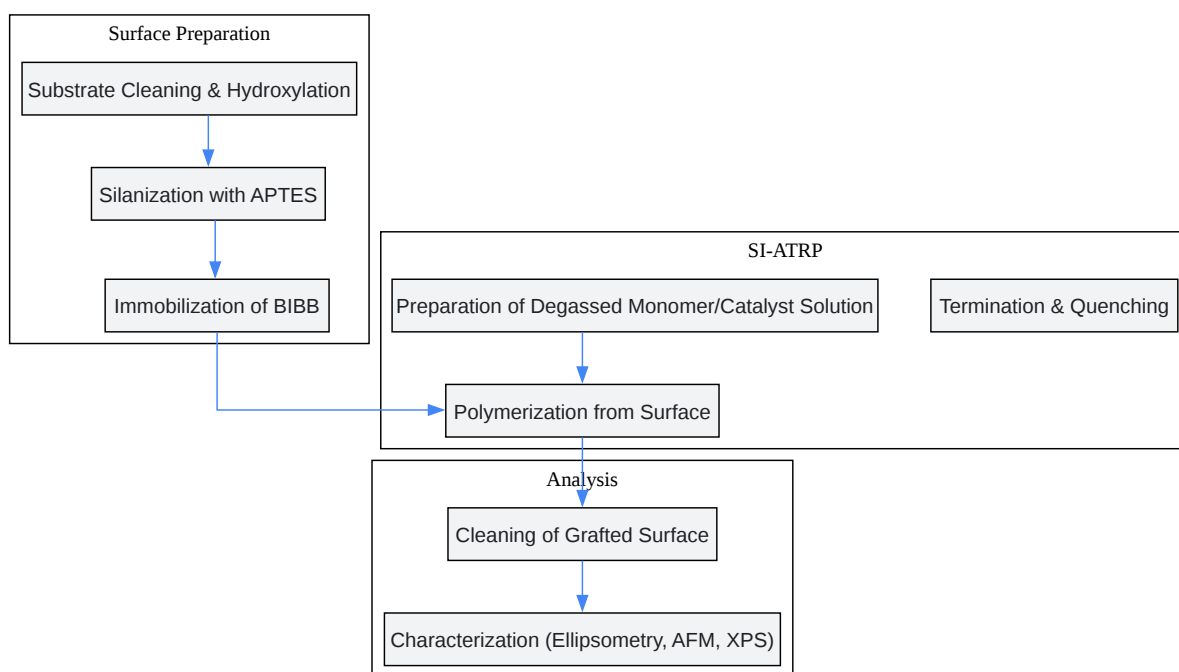 Surface Preparation
Substrate Cleaning & Hydroxylation
Silanization with APTES
Immobilization of BIBB
SI-ATRP
Preparation of Degassed Monomer/Catalyst Solution
Termination & Quenching
Polymerization from Surface
Analysis
Cleaning of Grafted Surface
Characterization (Ellipsometry, AFM, XPS)